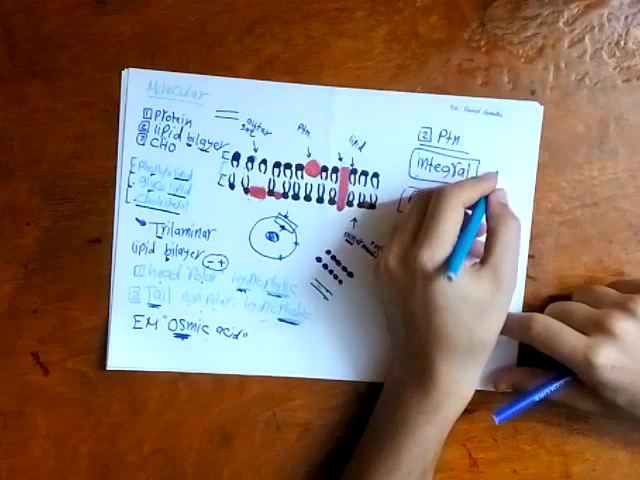 Molecular
1 protein
2 lipid bilayer
3 CHO
phospholipid
glycolipid
cholesterol
Trilaminar
lipid bilayer -+
1 head Polar hydrophilic
2 Tail non polar, hydrophobic
EM "OSmic acid"
outer
Ptn
lipid
2 Ptn
integral